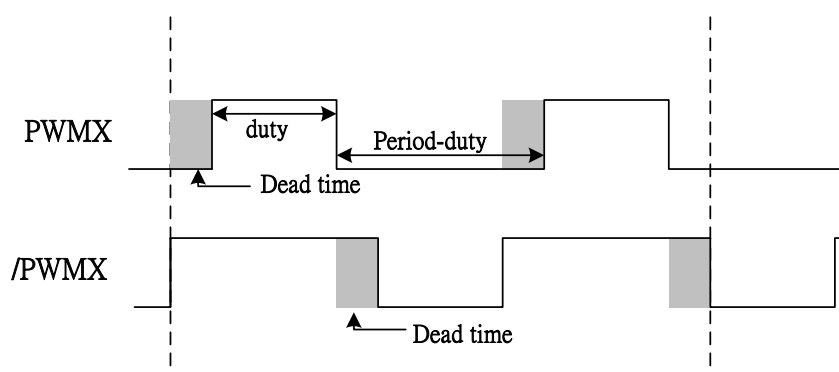 PWMX
duty
Period-duty
Dead time
/PWMX
Dead time